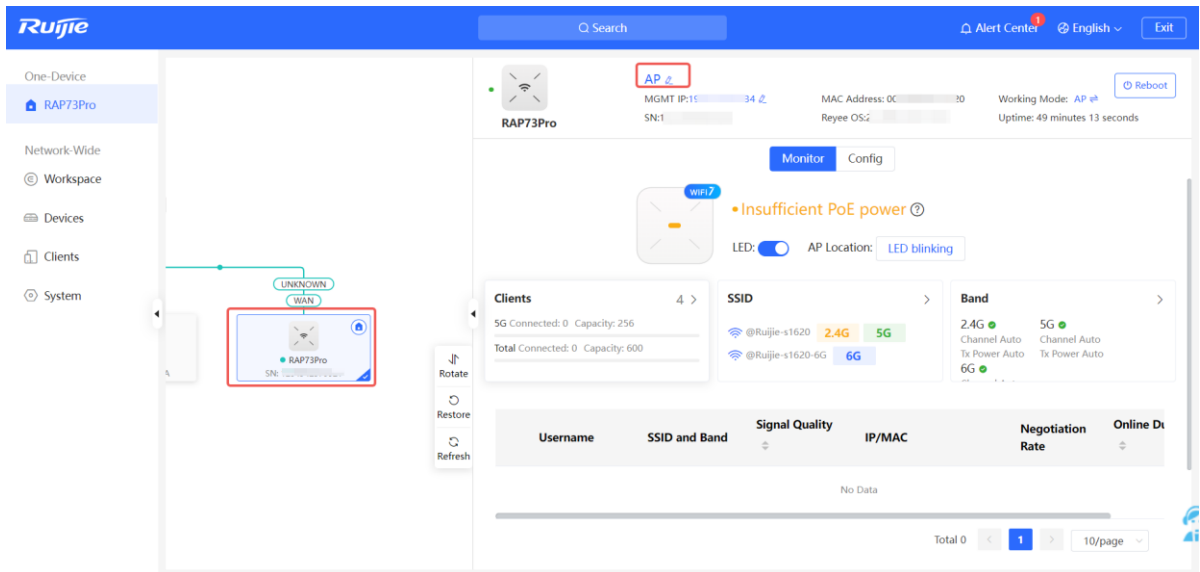 Ruijie
Search
Alert Center
1
English
Exit
One-Device
RAP73Pro
Network-Wide
Workspace
Devices
Clients
System
UNKNOWN
WAN
RAP73Pro
SN:
Rotate
Restore
Refresh
RAP73Pro
AP
Reboot
MGMT IP:19 34
MAC Address: 0C 20
Working Mode: AP
SN:1
Reyee OS:2
Uptime: 49 minutes 13 seconds
Monitor
Config
WIFI7
Insufficient PoE power
LED:
AP Location:
LED blinking
Clients
4
5G Connected: 0 Capacity: 256
Total Connected: 0 Capacity: 600
SSID
@Ruijie-s1620 2.4G 5G
@Ruijie-s1620-6G 6G
Band
2.4G 5G
Channel Auto Channel Auto
Tx Power Auto Tx Power Auto
6G
Username
SSID and Band
Signal Quality
IP/MAC
Negotiation
Rate
Online Du
No Data
Total 0
1
10/page